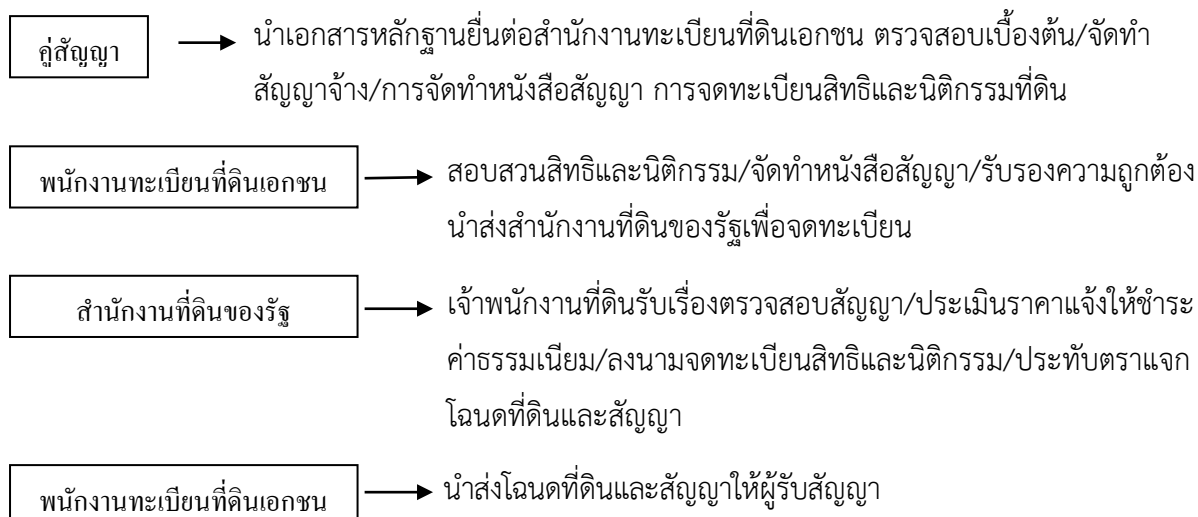 คู่สัญญา
นำเอกสารหลักฐานยื่นต่อสำนักงานทะเบียนที่ดินเอกชน ตรวจสอบเบื้องต้น/จัดทำ
สัญญาจ้าง/การจัดทำหนังสือสัญญา การจดทะเบียนสิทธิและนิติกรรมที่ดิน
พนักงานทะเบียนที่ดินเอกชน
สอบสวนสิทธิและนิติกรรม/จัดทำหนังสือสัญญา/รับรองความถูกต้อง
นำส่งสำนักงานที่ดินของรัฐเพื่อจดทะเบียน
สำนักงานที่ดินของรัฐ
เจ้าพนักงานที่ดินรับเรื่องตรวจสอบสัญญา/ประเมินราคาแจ้งให้ชำระ
ค่าธรรมเนียม/ลงนามจดทะเบียนสิทธิและนิติกรรม/ประทับตราแจก
โฉนดที่ดินและสัญญา
พนักงานทะเบียนที่ดินเอกชน
นำส่งโฉนดที่ดินและสัญญาให้ผู้รับสัญญา